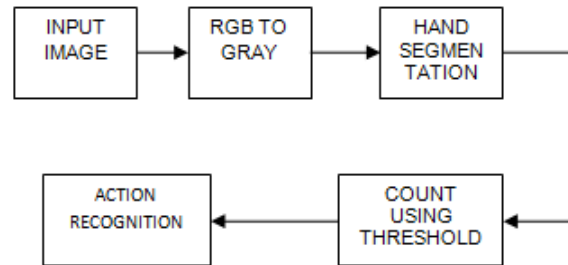 INPUT
IMAGE
RGB TO
GRAY
HAND
SEGMEN
TATION
COUNT
USING
THRESHOLD
ACTION
RECOGNITION